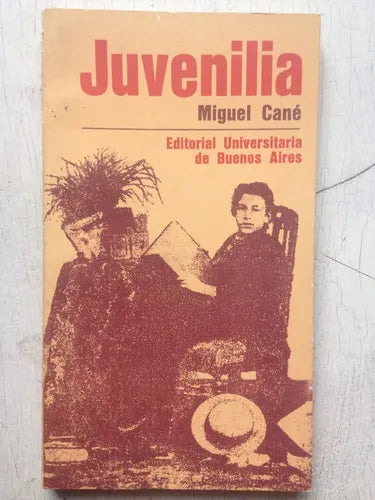 Juvenilia
Miguel Cané
Editorial Universitaria
de Buenos Aires